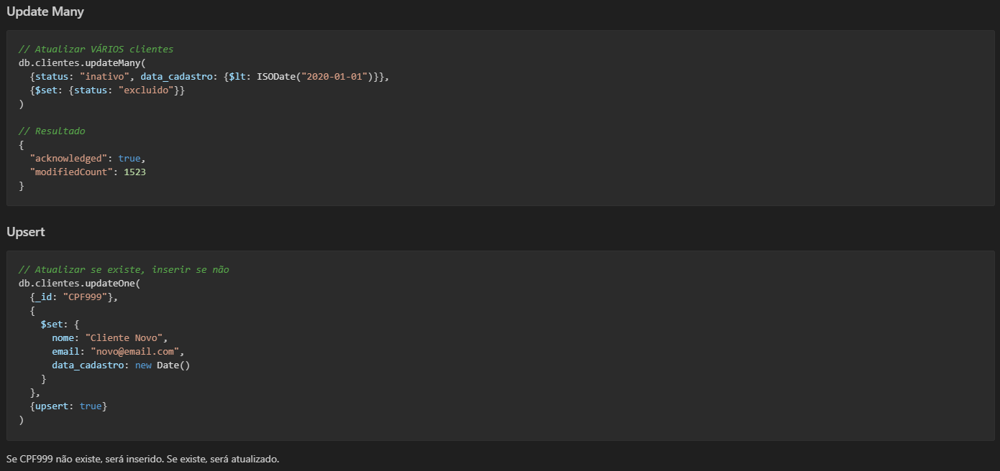 Update Many
// Atualizar VÁRIOS clientes
db.clientes.updateMany(
  {status: "inativo", data_cadastro: {$lt: ISODate("2020-01-01")}},
  {$set: {status: "excluido"}}
)
// Resultado
{
  "acknowledged": true,
  "modifiedCount": 1523
}
Upsert
// Atualizar se existe, inserir se não
db.clientes.updateOne(
  {_id: "CPF999"},
  {
    $set: {
      nome: "Cliente Novo",
      email: "novo@email.com",
      data_cadastro: new Date()
    }
  },
  {upsert: true}
)
Se CPF999 não existe, será inserido. Se existe, será atualizado.